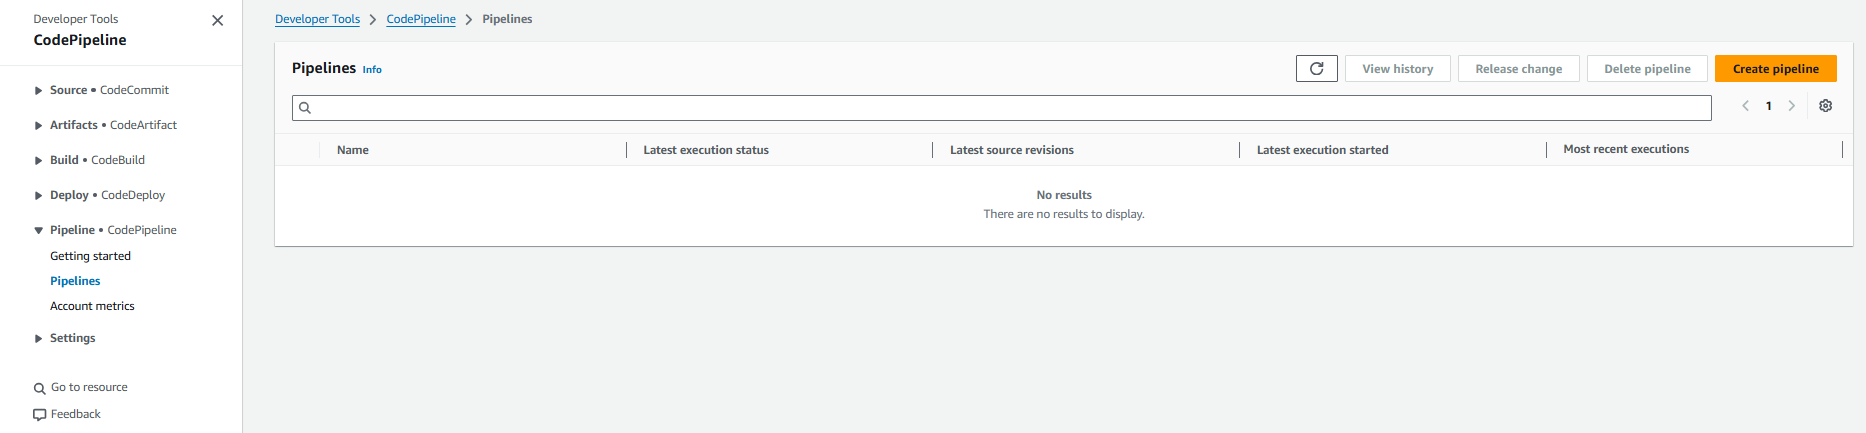 Developer Tools
CodePipeline
Source • CodeCommit
Artifacts • CodeArtifact
Build • CodeBuild
Deploy • CodeDeploy
Pipeline • CodePipeline
Getting started
Pipelines
Account metrics
Settings
Go to resource
Feedback
Developer Tools > CodePipeline > Pipelines
Pipelines Info
View history Release change Delete pipeline Create pipeline
1
Name Latest execution status Latest source revisions Latest execution started Most recent executions
No results
There are no results to display.